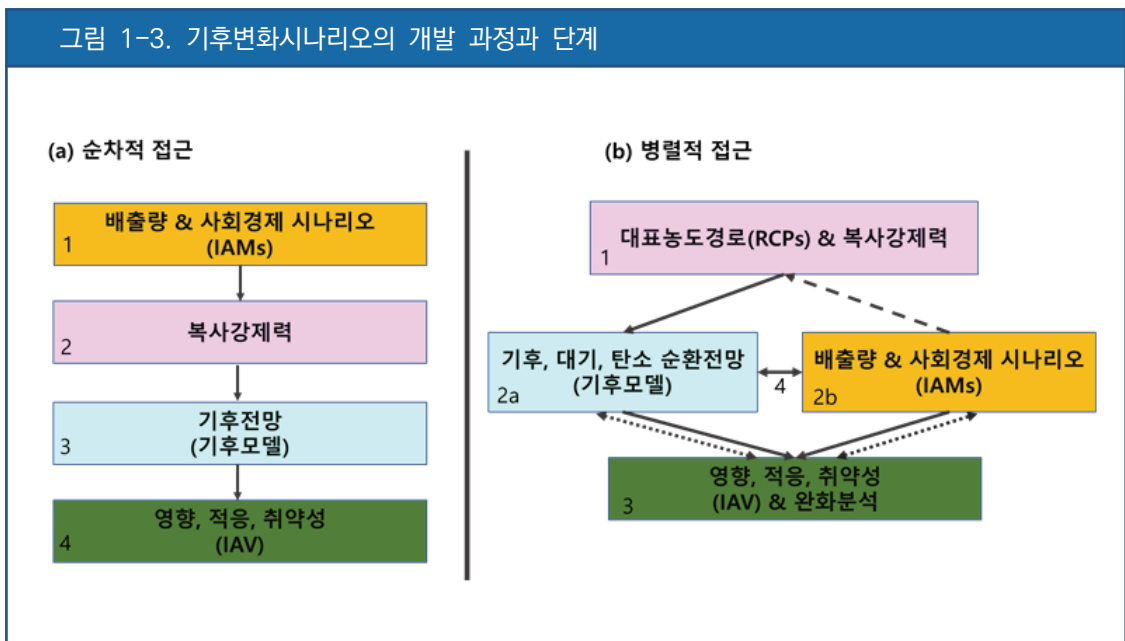 그림 1-3. 기후변화시나리오의 개발 과정과 단계
(a) 순차적 접근
배출량 & 사회경제 시나리오
(IAMs)
1
복사강제력
2
기후전망
(기후모델)
3
영향, 적응, 취약성
(IAV)
4
(b) 병렬적 접근
대표농도경로(RCPs) & 복사강제력
1
기후, 대기, 탄소 순환전망
(기후모델)
2a
4
배출량 & 사회경제 시나리오
(IAMs)
2b
영향, 적응, 취약성
(IAV) & 완화분석
3